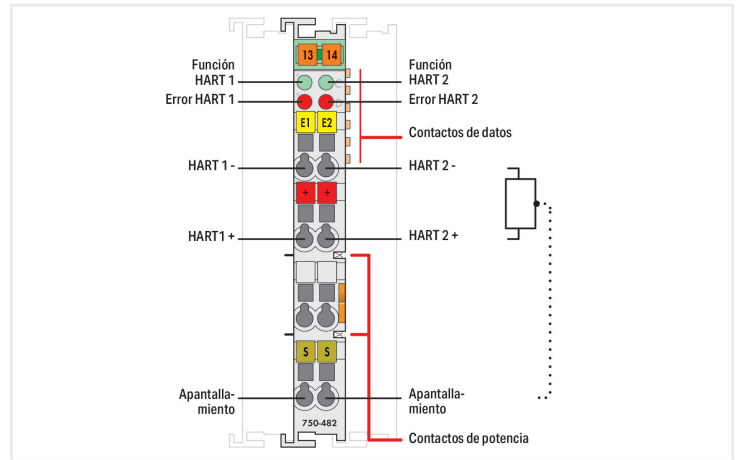 13 14
Función
HART 1
Función
HART 2
Error HART 1
Error HART 2
E1 E2
Contactos de datos
HART 1 -
HART 2 -
+ +
HART1 +
HART 2 +
S S
Apantalla-
miento
Apantalla-
miento
750-482
Contactos de potencia